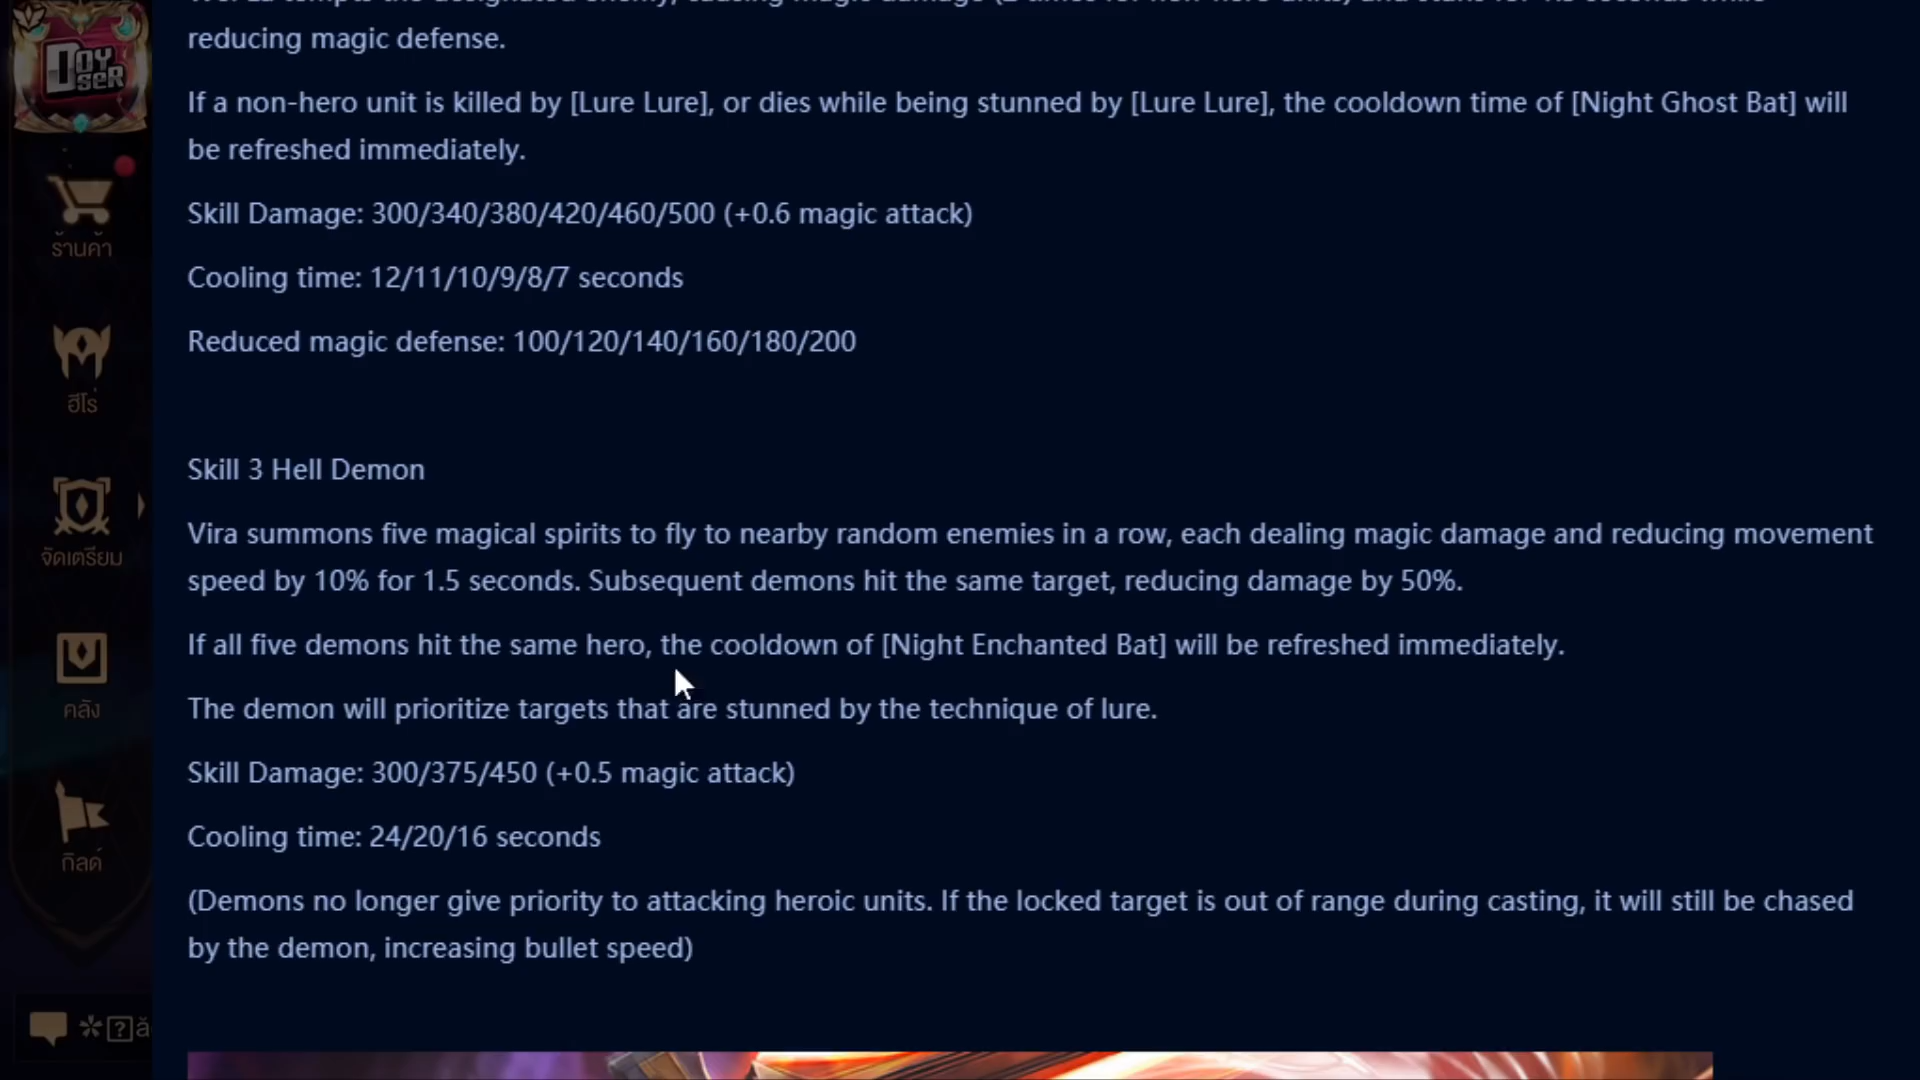 reducing magic defense.
If a non-hero unit is killed by [Lure Lure], or dies while being stunned by [Lure Lure], the cooldown time of [Night Ghost Bat] will
be refreshed immediately.
Skill Damage: 300/340/380/420/460/500 (+0.6 magic attack)
Cooling time: 12/11/10/9/8/7 seconds
Reduced magic defense: 100/120/140/160/180/200
Skill 3 Hell Demon
Vira summons five magical spirits to fly to nearby random enemies in a row, each dealing magic damage and reducing movement
speed by 10% for 1.5 seconds. Subsequent demons hit the same target, reducing damage by 50%.
If all five demons hit the same hero, the cooldown of [Night Enchanted Bat] will be refreshed immediately.
The demon will prioritize targets that are stunned by the technique of lure.
Skill Damage: 300/375/450 (+0.5 magic attack)
Cooling time: 24/20/16 seconds
(Demons no longer give priority to attacking heroic units. If the locked target is out of range during casting, it will still be chased
by the demon, increasing bullet speed)
DOY
SER
ร้านค้า
ฮีโร่
จัดเตรียม
คลัง
กิลด์